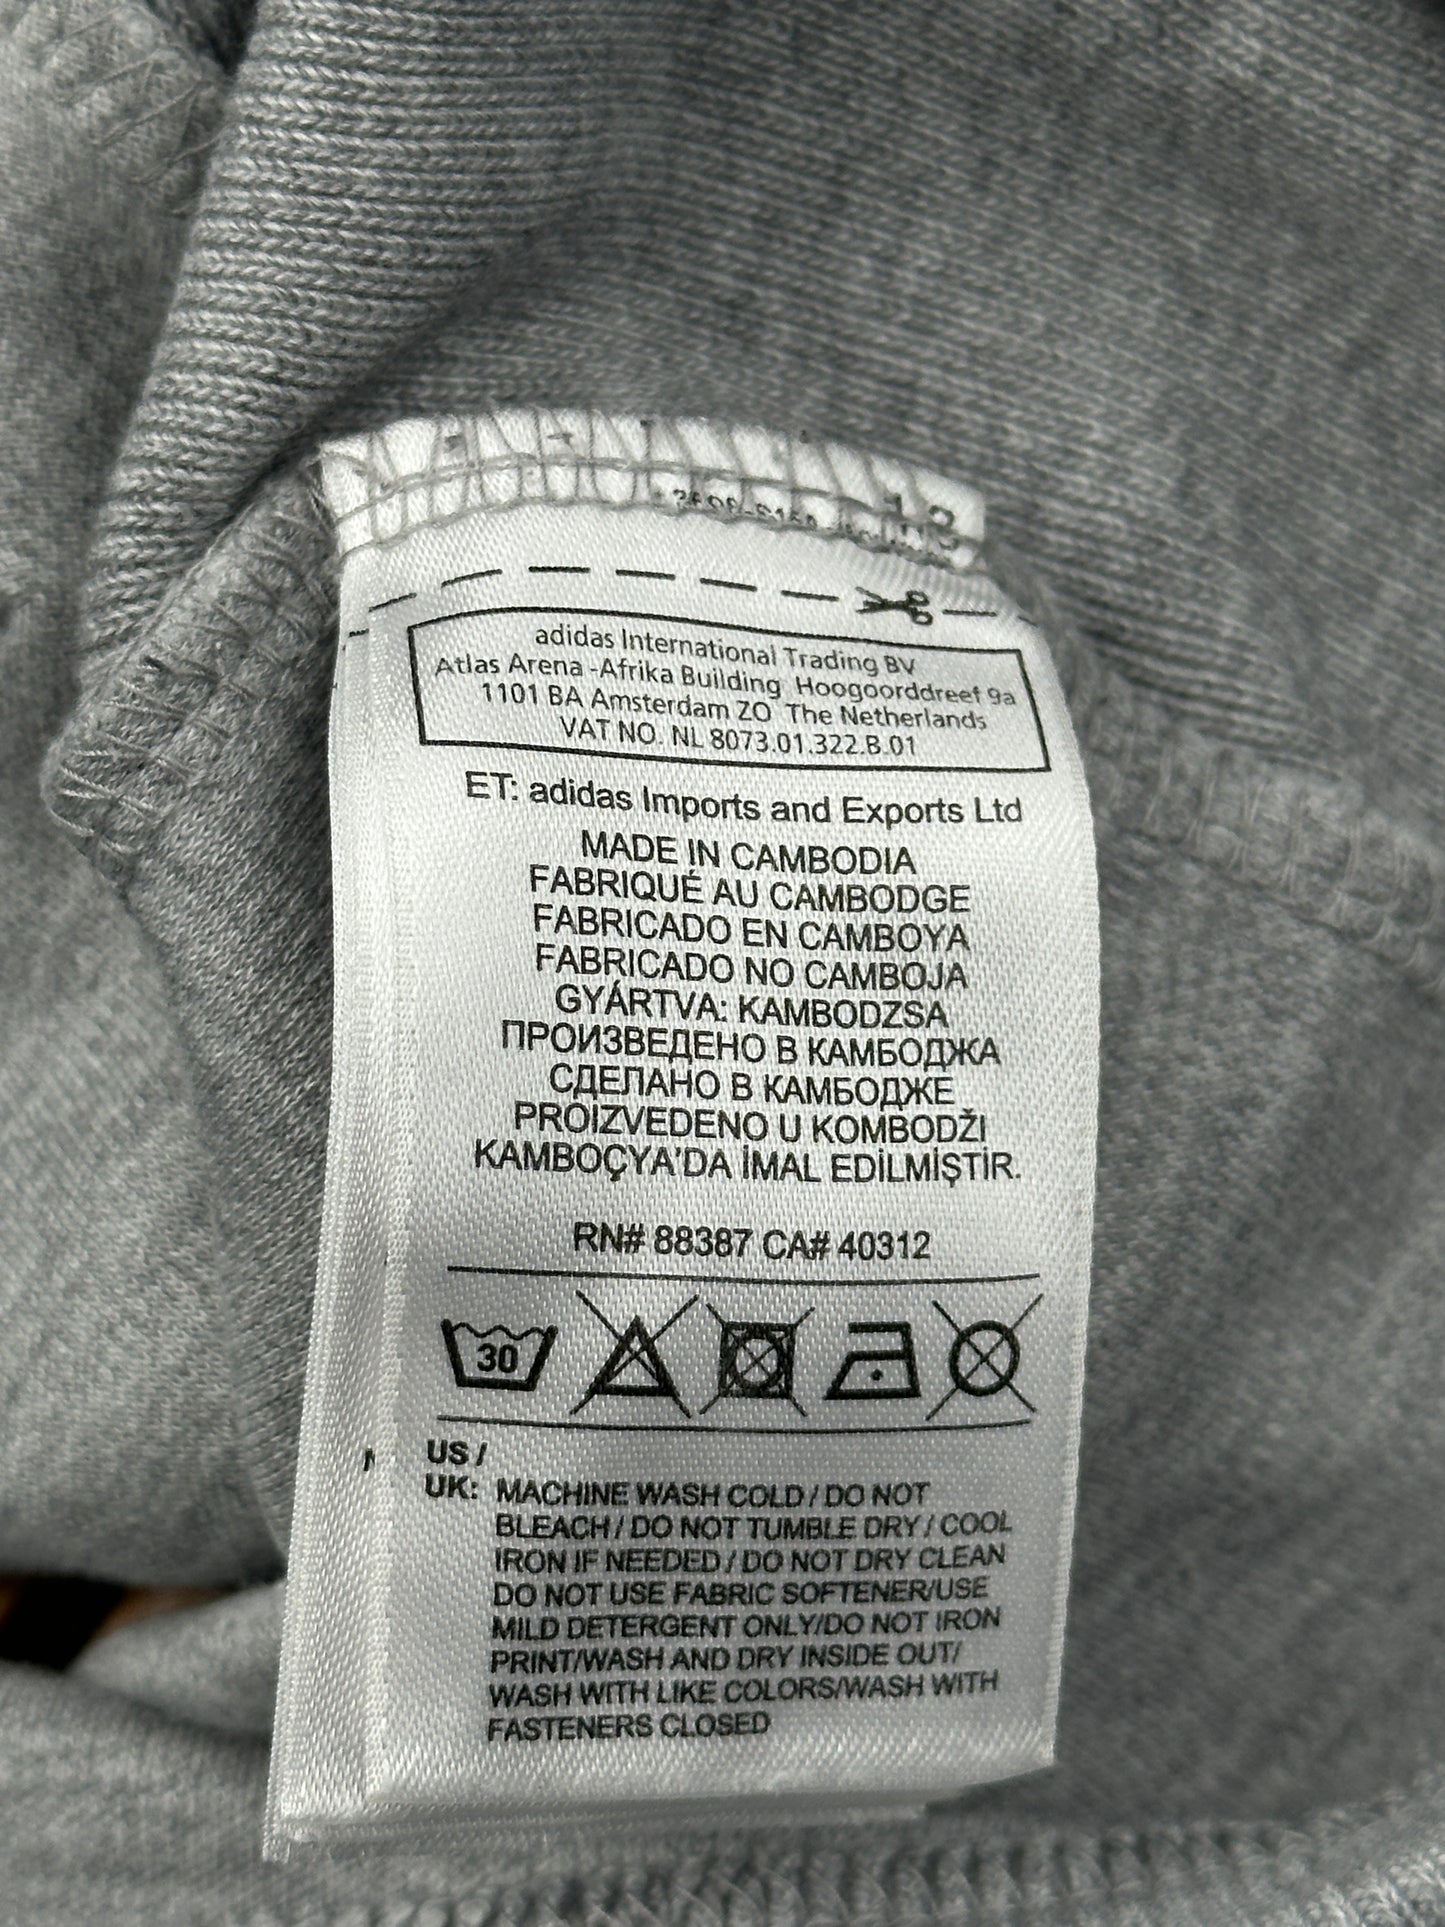 adidas International Trading BV
Atlas Arena -Afrika Building Hoogoorddreef 9a
1101 BA Amsterdam ZO The Netherlands
VAT NO. NL 8073.01.322.B.01
ET: adidas Imports and Exports Ltd
MADE IN CAMBODIA
FABRIQUÉ AU CAMBODGE
FABRICADO EN CAMBOYA
FABRICADO NO CAMBOJA
GYÁRTVA: KAMBODZSA
ПРОИЗВЕДЕНО В КАМБОДЖА
СДЕЛАНО В КАМБОДЖЕ
PROIZVEDENO U KOMBODŽI
KAMBOÇYA'DA İMAL EDİLMİŞTİR.
RN# 88387 CA# 40312
30
US /
UK: MACHINE WASH COLD / DO NOT
BLEACH / DO NOT TUMBLE DRY / COOL
IRON IF NEEDED / DO NOT DRY CLEAN
DO NOT USE FABRIC SOFTENER/USE
MILD DETERGENT ONLY/DO NOT IRON
PRINT/WASH AND DRY INSIDE OUT/
WASH WITH LIKE COLORS/WASH WITH
FASTENERS CLOSED